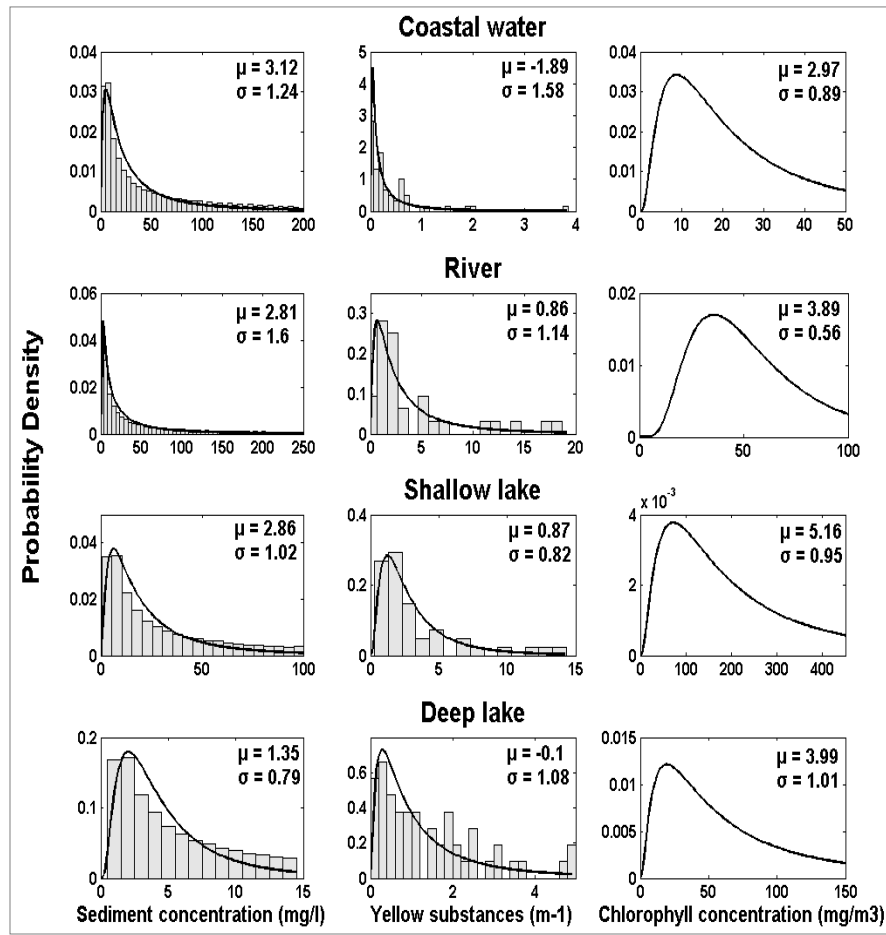 Coastal water
μ = 3.12
σ = 1.24
0.04
0.03
0.02
0.01
0
0 50 100 150 200
μ = -1.89
σ = 1.58
5
4
3
2
1
0
0 1 2 3 4
μ = 2.97
σ = 0.89
0.04
0.03
0.02
0.01
0
0 10 20 30 40 50
River
μ = 2.81
σ = 1.6
0.06
0.04
0.02
0
0 50 100 150 200 250
μ = 0.86
σ = 1.14
0.3
0.2
0.1
0
0 5 10 15 20
μ = 3.89
σ = 0.56
0.02
0.01
0.00
0 50 100
Probability Density
Shallow lake
μ = 2.86
σ = 1.02
0.04
0.02
0
0 50 100
μ = 0.87
σ = 0.82
0.4
0.2
0
0 5 10 15
x 10⁻³
μ = 5.16
σ = 0.95
4
2
0
0 100 200 300 400
Deep lake
μ = 1.35
σ = 0.79
0.2
0.1
0
0 5 10 15
μ = -0.1
σ = 1.08
0.6
0.4
0.2
0
0 2 4
μ = 3.99
σ = 1.01
0.015
0.01
0.005
0
0 50 100 150
Sediment concentration (mg/l)
Yellow substances (m-1)
Chlorophyll concentration (mg/m3)